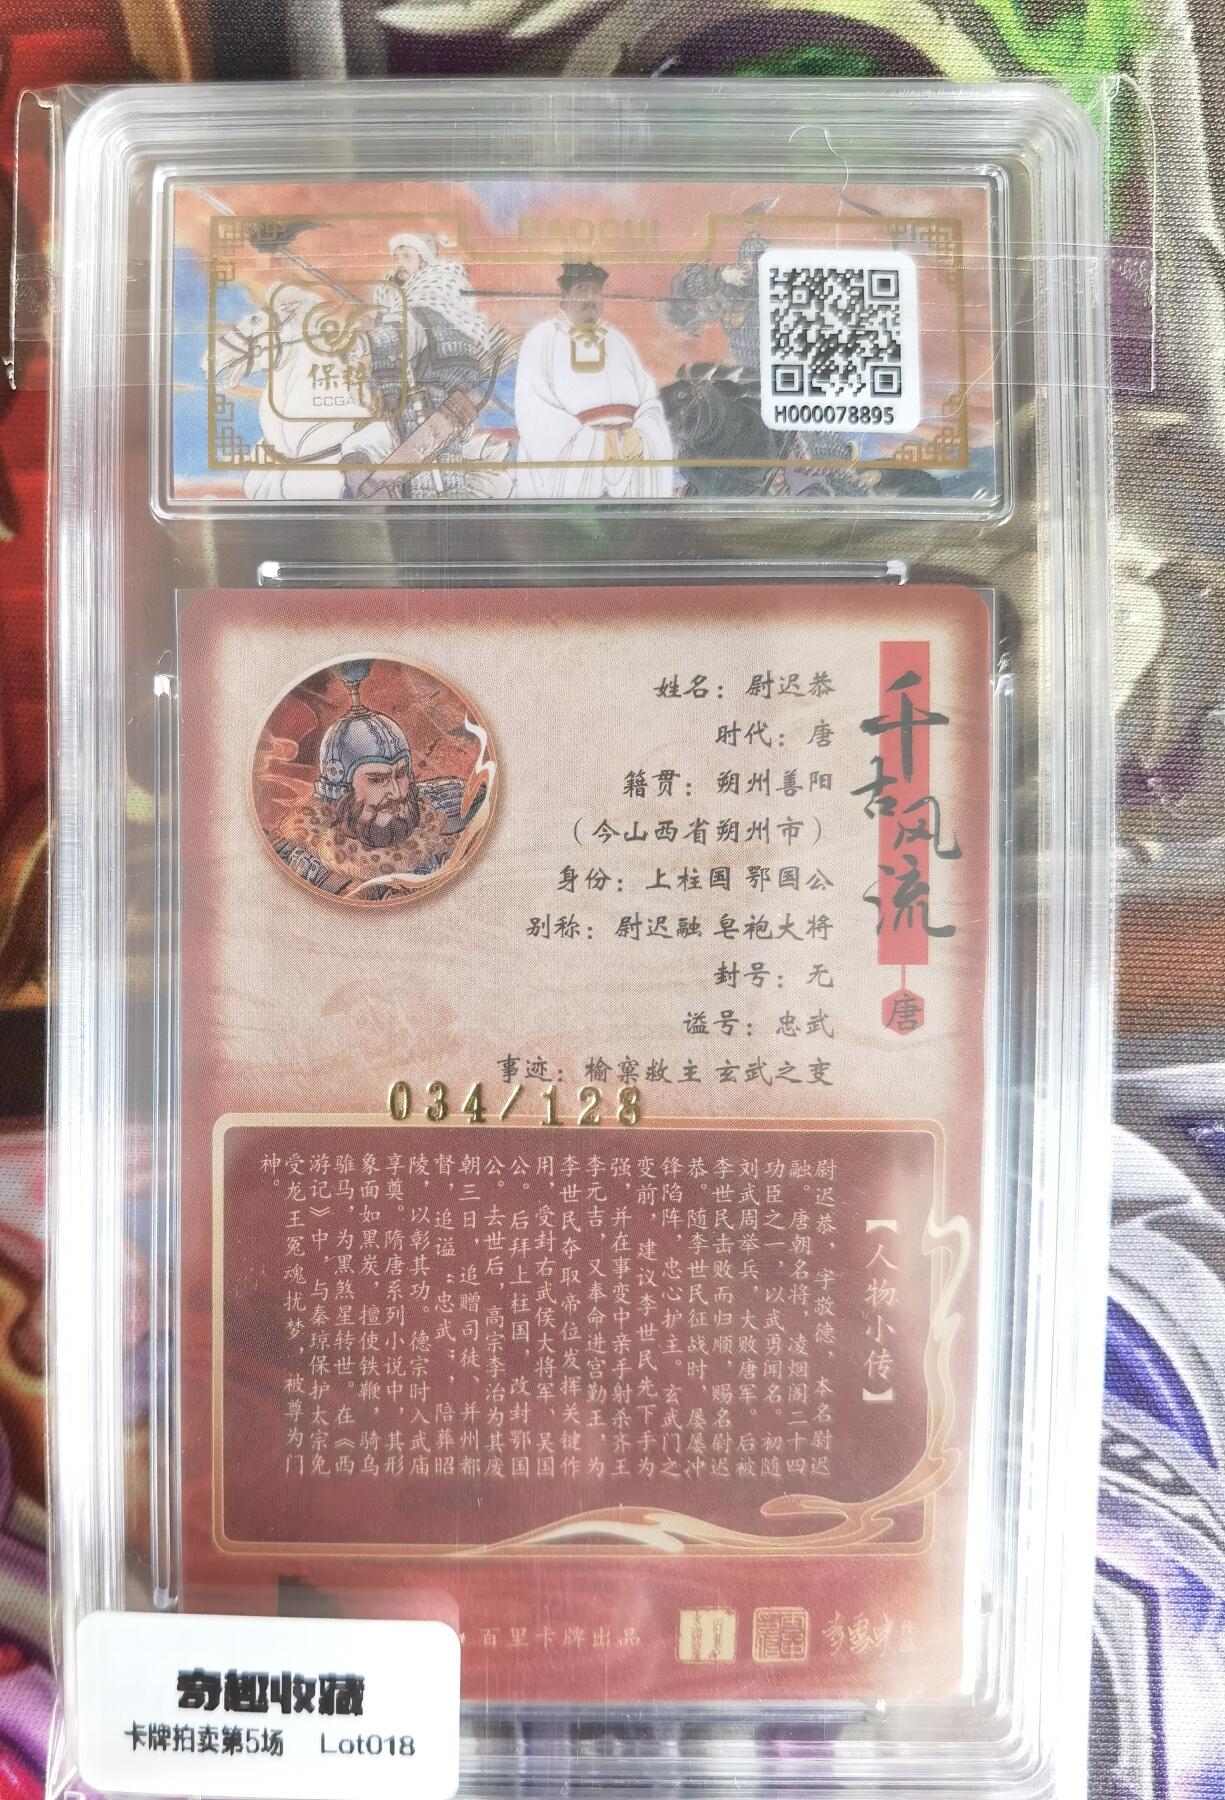 BAOCUI
保粹
CCGA
H000078895
千古风流
唐
姓名：尉迟恭
时代：唐
籍贯：朔州善阳
（今山西省朔州市）
身份：上柱国 鄂国公
别称：尉迟融 皂袍大将
封号：无
谥号：忠武
事迹：榆窠救主 玄武之变
034/128
【人物小传】
尉迟恭，字敬德，本名尉迟
融。唐朝名将，凌烟阁二十四
功臣之一，以武勇闻名。初随
刘武周举兵，大败唐军，后被
李世民击败而归顺，赐名尉迟
恭。随李世民征战时，屡屡冲
锋陷阵，忠心护主。玄武门之
变前，建议李世民先下手为
强，并在事变中亲手射杀齐王
李元吉，又奉命进宫勤王，为
李世民夺取帝位发挥关键作
用，受封右武侯大将军、吴国
公。后拜上柱国，改封鄂国
公。去世后，高宗李治为其废
朝三日，追赠司徒、并州都
督，追谥：忠武；，陪葬昭
陵，以彰其功。德宗时入武庙
享奠。隋唐系列小说中，其形
象面如黑炭，擅使铁鞭，骑乌
骓马，为黑煞星转世。在《西
游记》中，与秦琼保护太宗免
受龙王冤魂扰梦，被尊为门
神。
百里卡牌出品
李云中作品
奇趣收藏
卡牌拍卖第5场 Lot018